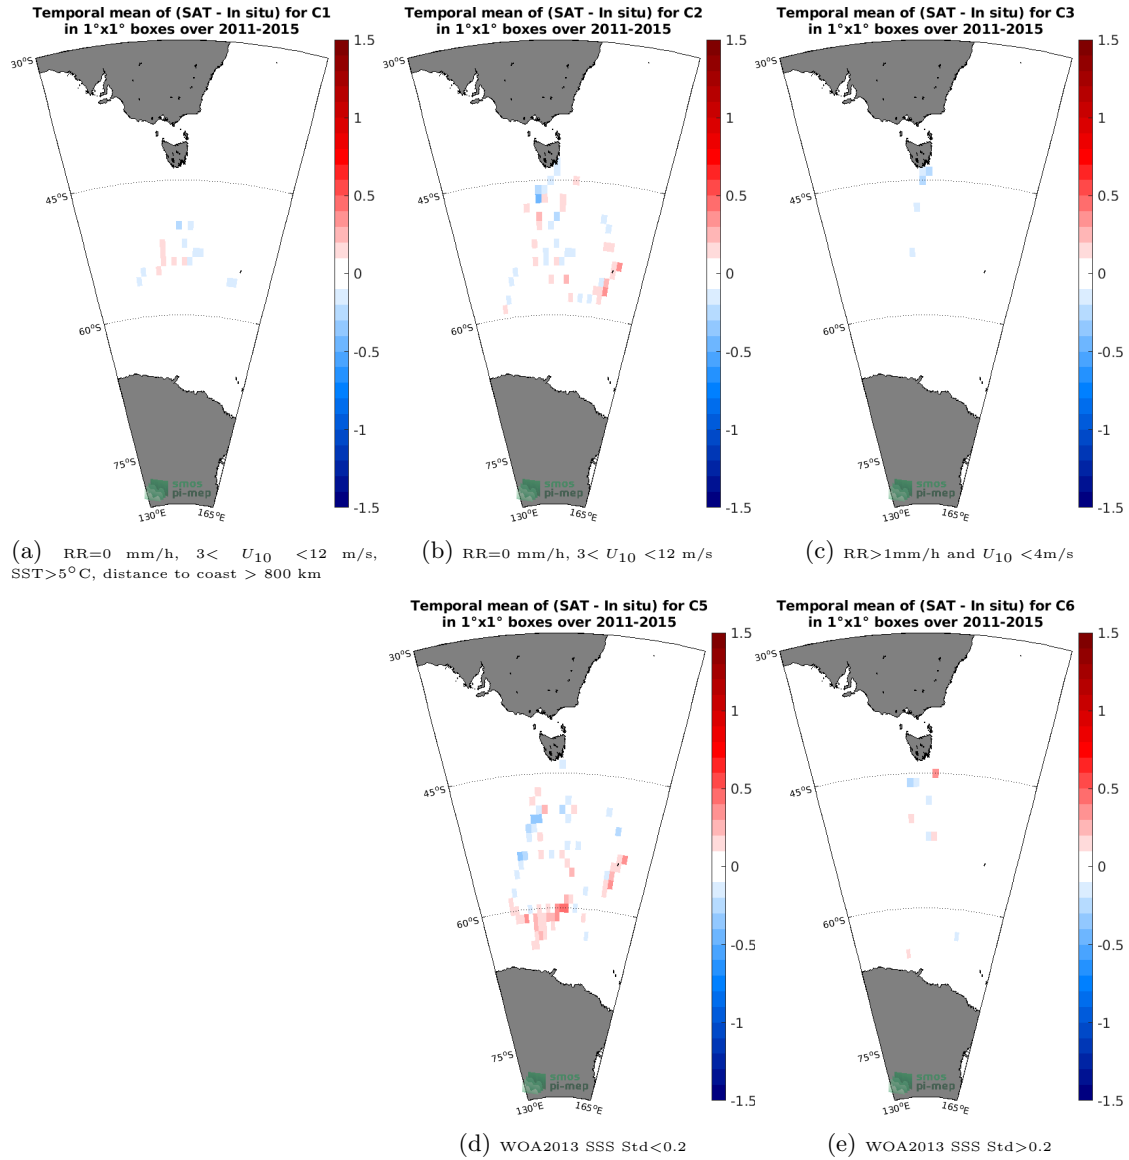 Temporal mean of (SAT - In situ) for C1
in 1°x1° boxes over 2011-2015
30°S
45°S
60°S
75°S
130°E
165°E
smos
pi-mep
1.5
1
0.5
0
-0.5
-1
-1.5
(a) RR=0 mm/h, 3< U10 <12 m/s,
SST>5°C, distance to coast > 800 km
Temporal mean of (SAT - In situ) for C2
in 1°x1° boxes over 2011-2015
30°S
45°S
60°S
75°S
130°E
165°E
smos
pi-mep
1.5
1
0.5
0
-0.5
-1
-1.5
(b) RR=0 mm/h, 3< U10 <12 m/s
Temporal mean of (SAT - In situ) for C3
in 1°x1° boxes over 2011-2015
30°S
45°S
60°S
75°S
130°E
165°E
smos
pi-mep
1.5
1
0.5
0
-0.5
-1
-1.5
(c) RR>1mm/h and U10 <4m/s
Temporal mean of (SAT - In situ) for C5
in 1°x1° boxes over 2011-2015
30°S
45°S
60°S
75°S
130°E
165°E
smos
pi-mep
1.5
1
0.5
0
-0.5
-1
-1.5
(d) WOA2013 SSS Std<0.2
Temporal mean of (SAT - In situ) for C6
in 1°x1° boxes over 2011-2015
30°S
45°S
60°S
75°S
130°E
165°E
smos
pi-mep
1.5
1
0.5
0
-0.5
-1
-1.5
(e) WOA2013 SSS Std>0.2